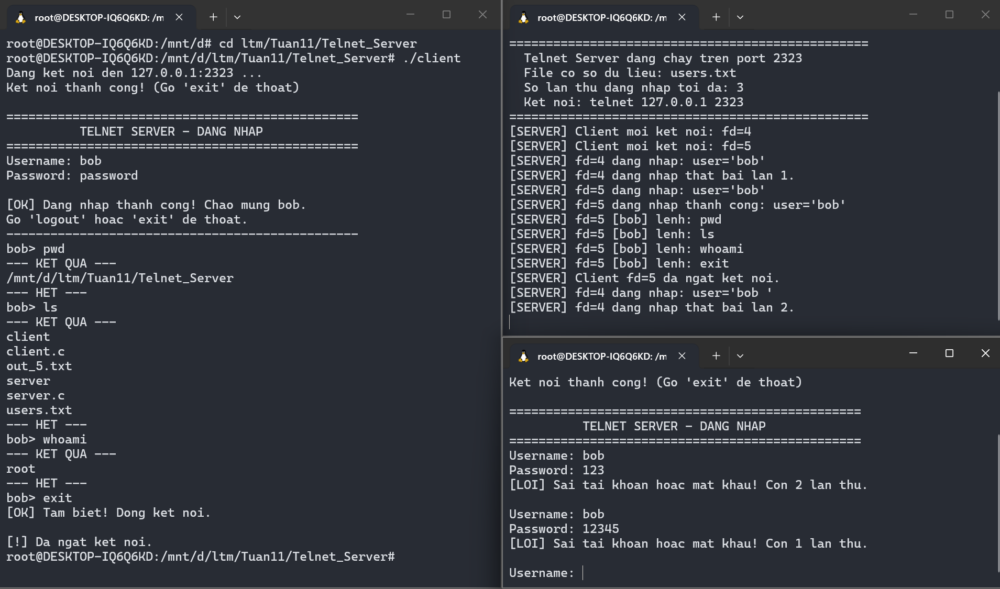 root@DESKTOP-IQ6Q6KD: /m
root@DESKTOP-IQ6Q6KD:/mnt/d# cd ltm/Tuan11/Telnet_Server
root@DESKTOP-IQ6Q6KD:/mnt/d/ltm/Tuan11/Telnet_Server# ./client
Dang ket noi den 127.0.0.1:2323 ...
Ket noi thanh cong! (Go 'exit' de thoat)
================================================
          TELNET SERVER - DANG NHAP
================================================
Username: bob
Password: password
[OK] Dang nhap thanh cong! Chao mung bob.
Go 'logout' hoac 'exit' de thoat.
------------------------------------------------
bob> pwd
--- KET QUA ---
/mnt/d/ltm/Tuan11/Telnet_Server
--- HET ---
bob> ls
--- KET QUA ---
client
client.c
out_5.txt
server
server.c
users.txt
--- HET ---
bob> whoami
--- KET QUA ---
root
--- HET ---
bob> exit
[OK] Tam biet! Dong ket noi.
[!] Da ngat ket noi.
root@DESKTOP-IQ6Q6KD:/mnt/d/ltm/Tuan11/Telnet_Server#
root@DESKTOP-IQ6Q6KD: /m
=================================================
  Telnet Server dang chay tren port 2323
  File co so du lieu: users.txt
  So lan thu dang nhap toi da: 3
  Ket noi: telnet 127.0.0.1 2323
=================================================
[SERVER] Client moi ket noi: fd=4
[SERVER] Client moi ket noi: fd=5
[SERVER] fd=4 dang nhap: user='bob'
[SERVER] fd=4 dang nhap that bai lan 1.
[SERVER] fd=5 dang nhap: user='bob'
[SERVER] fd=5 dang nhap thanh cong: user='bob'
[SERVER] fd=5 [bob] lenh: pwd
[SERVER] fd=5 [bob] lenh: ls
[SERVER] fd=5 [bob] lenh: whoami
[SERVER] fd=5 [bob] lenh: exit
[SERVER] Client fd=5 da ngat ket noi.
[SERVER] fd=4 dang nhap: user='bob '
[SERVER] fd=4 dang nhap that bai lan 2.
root@DESKTOP-IQ6Q6KD: /m
Ket noi thanh cong! (Go 'exit' de thoat)
================================================
          TELNET SERVER - DANG NHAP
================================================
Username: bob
Password: 123
[LOI] Sai tai khoan hoac mat khau! Con 2 lan thu.
Username: bob
Password: 12345
[LOI] Sai tai khoan hoac mat khau! Con 1 lan thu.
Username: